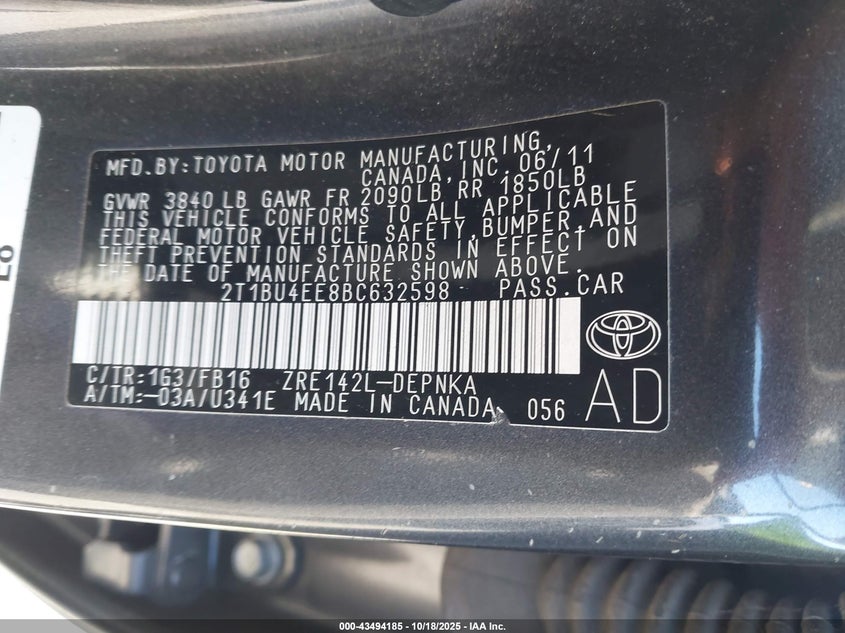 LO
MFD.BY:TOYOTA MOTOR MANUFACTURING,
CANADA,INC. 06/11
GVWR 3840 LB GAWR FR 2090LB RR 1850LB
THIS VEHICLE CONFORMS TO ALL APPLICABLE
FEDERAL MOTOR VEHICLE SAFETY,BUMPER,AND
THEFT PREVENTION STANDARDS IN EFFECT ON
THE DATE OF MANUFACTURE SHOWN ABOVE.
2T1BU4EE8BC632598 PASS.CAR
C/TR:1G3/FB16 ZRE142L-DEPNKA
A/TM:-03A/U341E MADE IN CANADA 056
AD
000-43494185 | 10/18/2025 - IAA Inc.